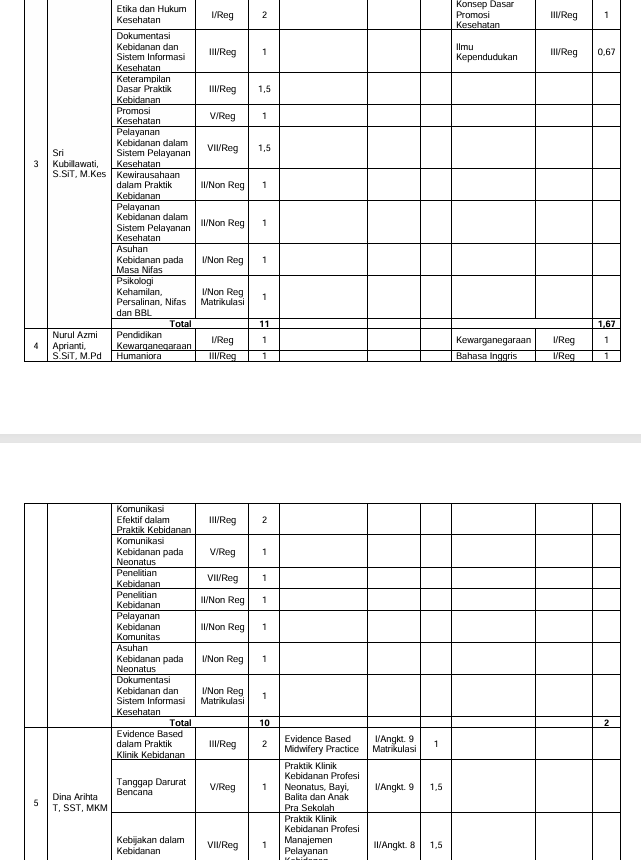 Etika dan Hukum
Kesehatan
I/Reg
2
Konsep Dasar
Promosi
Kesehatan
III/Reg
1
Dokumentasi
Kebidanan dan
Sistem Informasi
Kesehatan
III/Reg
1
Ilmu
Kependudukan
III/Reg
0,67
Keterampilan
Dasar Praktik
Kebidanan
III/Reg
1,5
Promosi
Kesehatan
V/Reg
1
3
Sri
Kubillawati,
S.SiT, M.Kes
Pelayanan
Kebidanan dalam
Sistem Pelayanan
Kesehatan
VII/Reg
1,5
Kewirausahaan
dalam Praktik
Kebidanan
II/Non Reg
1
Pelayanan
Kebidanan dalam
Sistem Pelayanan
Kesehatan
II/Non Reg
1
Asuhan
Kebidanan pada
Masa Nifas
I/Non Reg
1
Psikologi
Kehamilan,
Persalinan, Nifas
dan BBL
I/Non Reg
Matrikulasi
1
Total
11
1,67
4
Nurul Azmi
Aprianti,
S.SiT, M.Pd
Pendidikan
Kewarganegaraan
I/Reg
1
Kewarganegaraan
I/Reg
1
Humaniora
III/Reg
1
Bahasa Inggris
I/Reg
1
Komunikasi
Efektif dalam
Praktik Kebidanan
III/Reg
2
Komunikasi
Kebidanan pada
Neonatus
V/Reg
1
Penelitian
Kebidanan
VII/Reg
1
Penelitian
Kebidanan
II/Non Reg
1
Pelayanan
Kebidanan
Komunitas
II/Non Reg
1
Asuhan
Kebidanan pada
Neonatus
I/Non Reg
1
Dokumentasi
Kebidanan dan
Sistem Informasi
Kesehatan
I/Non Reg
Matrikulasi
1
Total
10
2
5
Dina Arihta
T, SST, MKM
Evidence Based
dalam Praktik
Klinik Kebidanan
III/Reg
2
Evidence Based
Midwifery Practice
I/Angkt. 9
Matrikulasi
1
Tanggap Darurat
Bencana
V/Reg
1
Praktik Klinik
Kebidanan Profesi
Neonatus, Bayi,
Balita dan Anak
Pra Sekolah
I/Angkt. 9
1,5
Kebijakan dalam
Kebidanan
VII/Reg
1
Praktik Klinik
Kebidanan Profesi
Manajemen
Pelayanan
Kebidanan
II/Angkt. 8
1,5